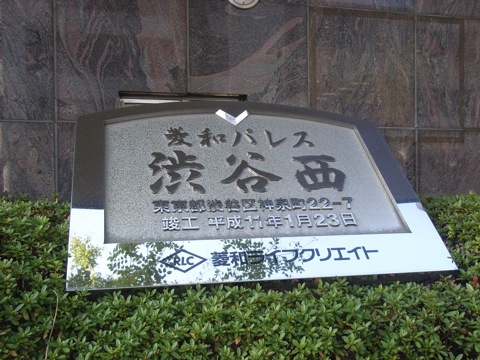 菱和パレス
渋谷西
東京都渋谷区神泉町22-7
竣工 平成11年1月23日
RLC 菱和ライフクリエイト